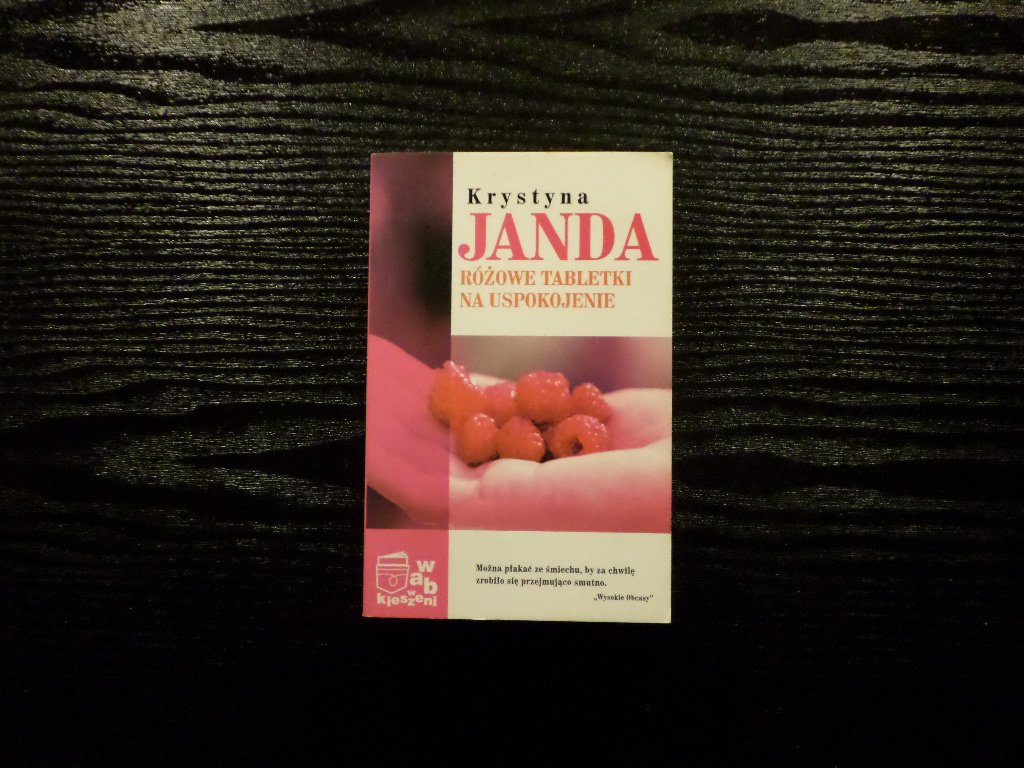 Krystyna
JANDA
RÓŻOWE TABLETKI
NA USPOKOJENIE
Można płakać ze śmiechu, by za chwilę
zrobiło się przejmująco smutno.
„Wysokie Obcasy”
w
ab
w
kieszeni